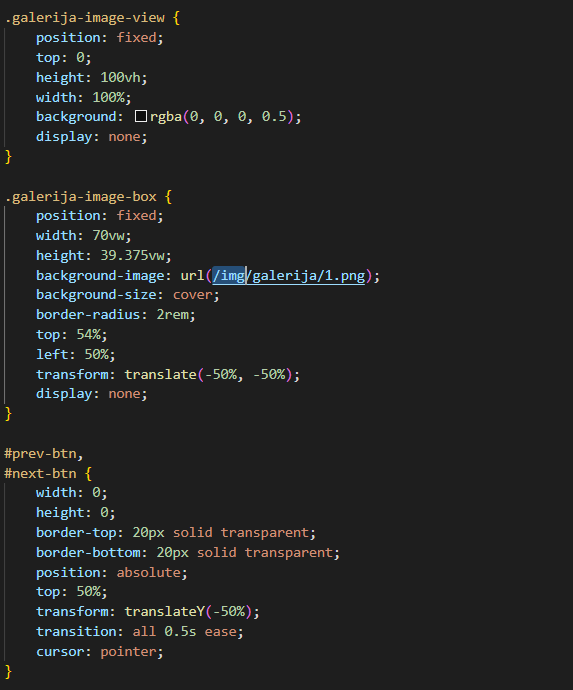 .galerija-image-view {
    position: fixed;
    top: 0;
    height: 100vh;
    width: 100%;
    background: rgba(0, 0, 0, 0.5);
    display: none;
}

.galerija-image-box {
    position: fixed;
    width: 70vw;
    height: 39.375vw;
    background-image: url(/img/galerija/1.png);
    background-size: cover;
    border-radius: 2rem;
    top: 54%;
    left: 50%;
    transform: translate(-50%, -50%);
    display: none;
}

#prev-btn,
#next-btn {
    width: 0;
    height: 0;
    border-top: 20px solid transparent;
    border-bottom: 20px solid transparent;
    position: absolute;
    top: 50%;
    transform: translateY(-50%);
    transition: all 0.5s ease;
    cursor: pointer;
}